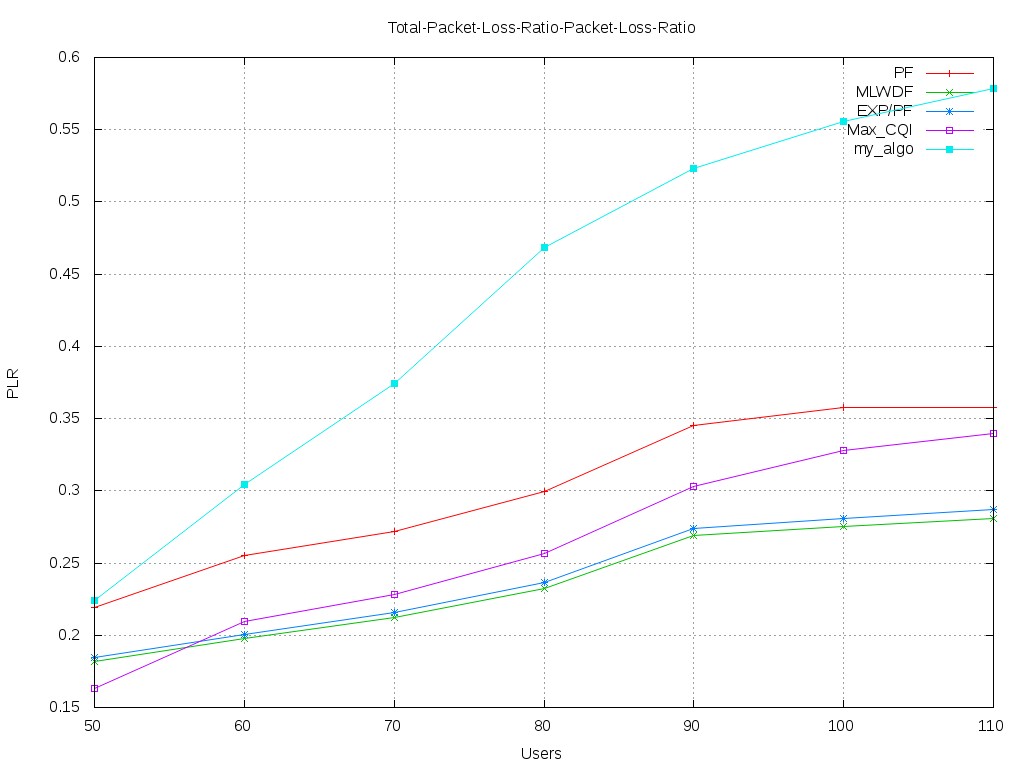 Total-Packet-Loss-Ratio-Packet-Loss-Ratio
0.6
0.55
0.5
0.45
0.4
0.35
0.3
0.25
0.2
0.15
PLR
PF
MLWDF
EXP/PF
Max_CQI
my_algo
50 60 70 80 90 100 110
Users